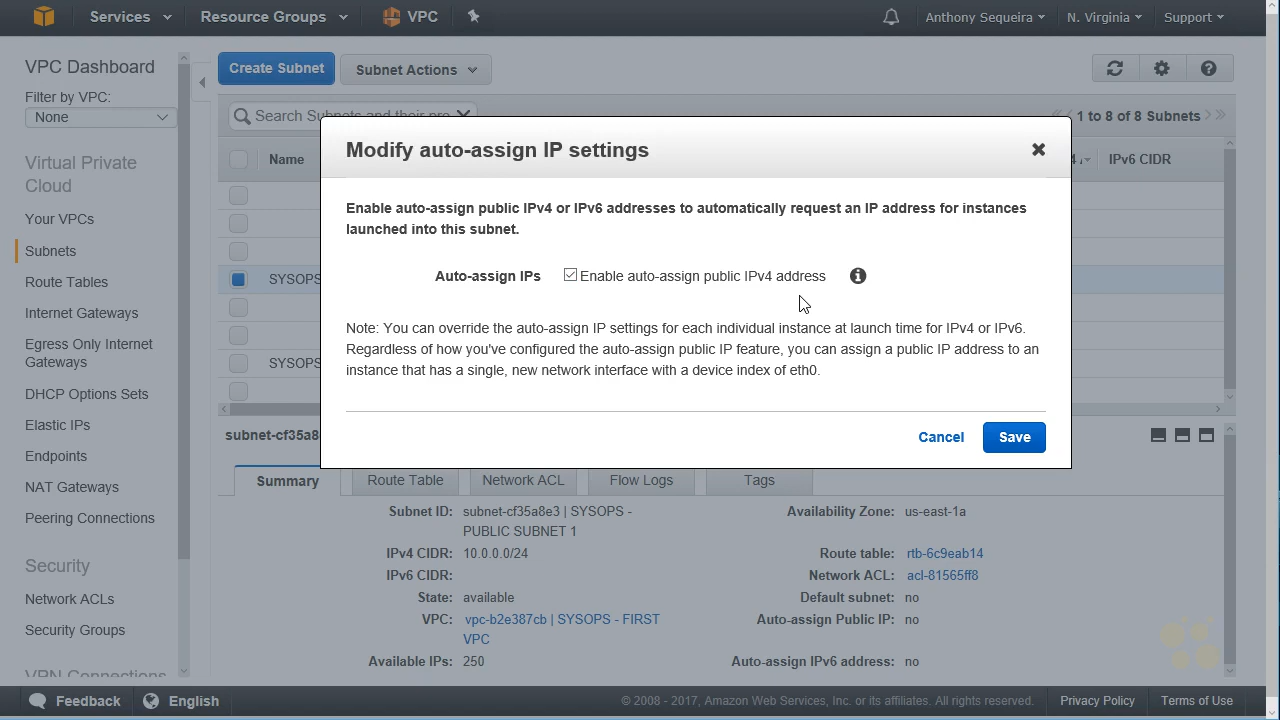 Services
Resource Groups
VPC
Anthony Sequeira
N. Virginia
Support
VPC Dashboard
Filter by VPC:
None
Virtual Private
Cloud
Your VPCs
Subnets
Route Tables
Internet Gateways
Egress Only Internet
Gateways
DHCP Options Sets
Elastic IPs
Endpoints
NAT Gateways
Peering Connections
Security
Network ACLs
Security Groups
VPN Connections
Create Subnet
Subnet Actions
Search Subnets and their pro
1 to 8 of 8 Subnets
Name
IPv6 CIDR
SYSOPS
SYSOPS
Modify auto-assign IP settings
Enable auto-assign public IPv4 or IPv6 addresses to automatically request an IP address for instances
launched into this subnet.
Auto-assign IPs
Enable auto-assign public IPv4 address
Note: You can override the auto-assign IP settings for each individual instance at launch time for IPv4 or IPv6.
Regardless of how you've configured the auto-assign public IP feature, you can assign a public IP address to an
instance that has a single, new network interface with a device index of eth0.
Cancel
Save
subnet-cf35a8
Summary
Route Table
Network ACL
Flow Logs
Tags
Subnet ID: subnet-cf35a8e3 | SYSOPS -
PUBLIC SUBNET 1
IPv4 CIDR: 10.0.0.0/24
IPv6 CIDR:
State: available
VPC: vpc-b2e387cb | SYSOPS - FIRST
VPC
Available IPs: 250
Availability Zone: us-east-1a
Route table: rtb-6c9eab14
Network ACL: acl-81565ff8
Default subnet: no
Auto-assign Public IP: no
Auto-assign IPv6 address: no
Feedback
English
© 2008 - 2017, Amazon Web Services, Inc. or its affiliates. All rights reserved.
Privacy Policy
Terms of Use